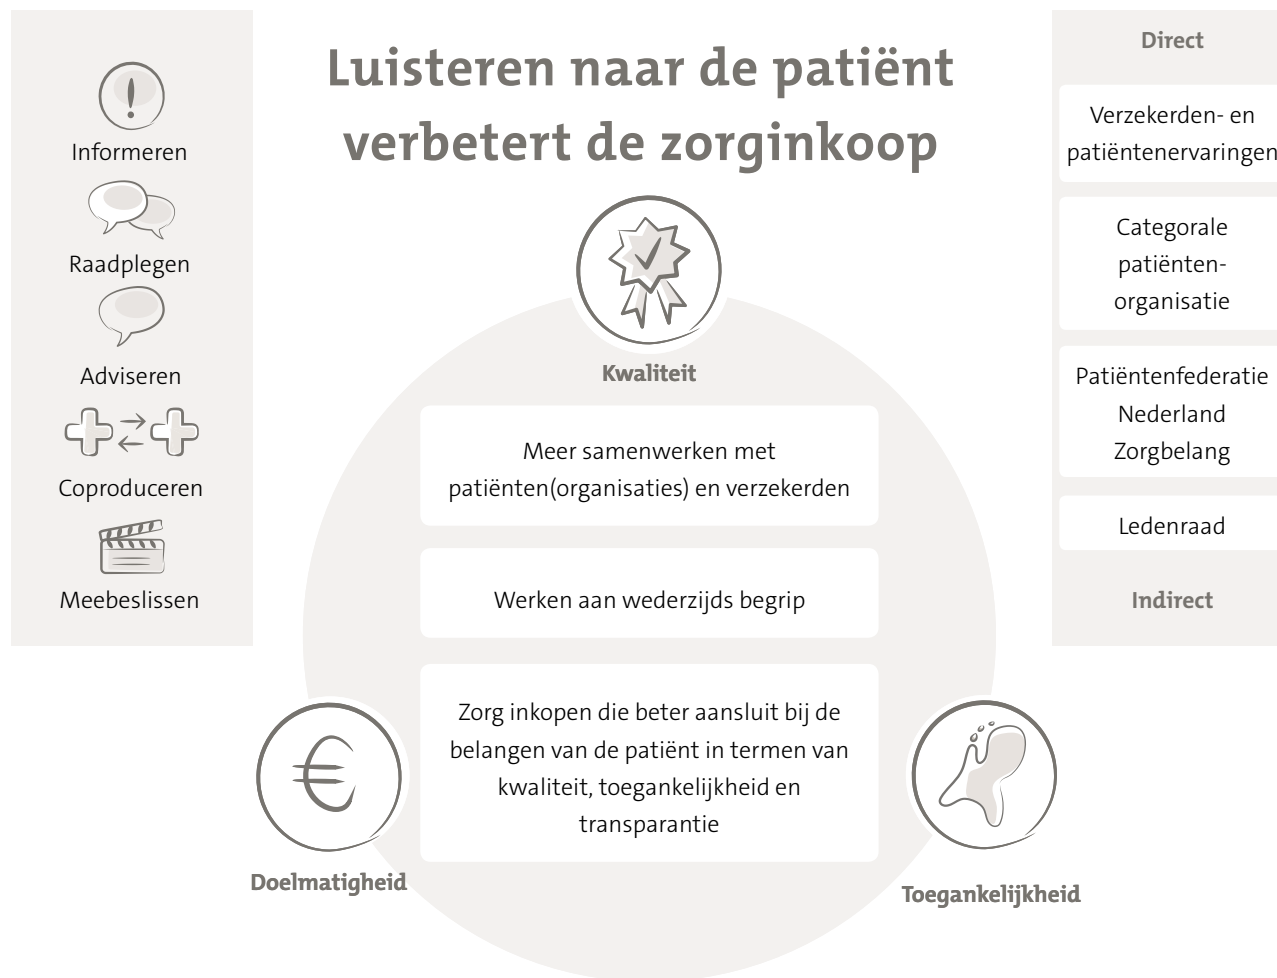 Luisteren naar de patiënt
verbetert de zorginkoop
Informeren
Raadplegen
Adviseren
Coproduceren
Meebeslissen
Kwaliteit
Meer samenwerken met
patiënten(organisaties) en verzekerden
Werken aan wederzijds begrip
Zorg inkopen die beter aansluit bij de
belangen van de patiënt in termen van
kwaliteit, toegankelijkheid en
transparantie
Doelmatigheid
Toegankelijkheid
Direct
Verzekerden- en
patiëntenervaringen
Categorale
patiënten-
organisatie
Patiëntenfederatie
Nederland
Zorgbelang
Ledenraad
Indirect